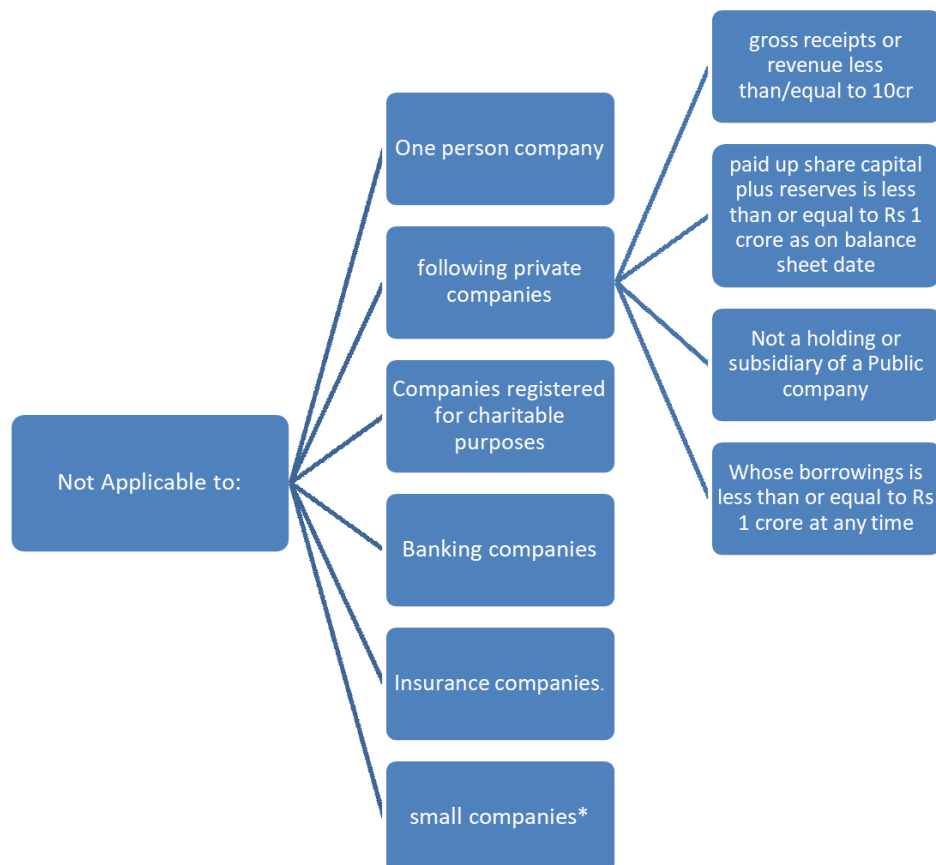 Not Applicable to:
One person company
following private
companies
gross receipts or
revenue less
than/equal to 10cr
paid up share capital
plus reserves is less
than or equal to Rs 1
crore as on balance
sheet date
Not a holding or
subsidiary of a Public
company
Whose borrowings is
less than or equal to Rs
1 crore at any time
Companies registered
for charitable
purposes
Banking companies
Insurance companies.
small companies*